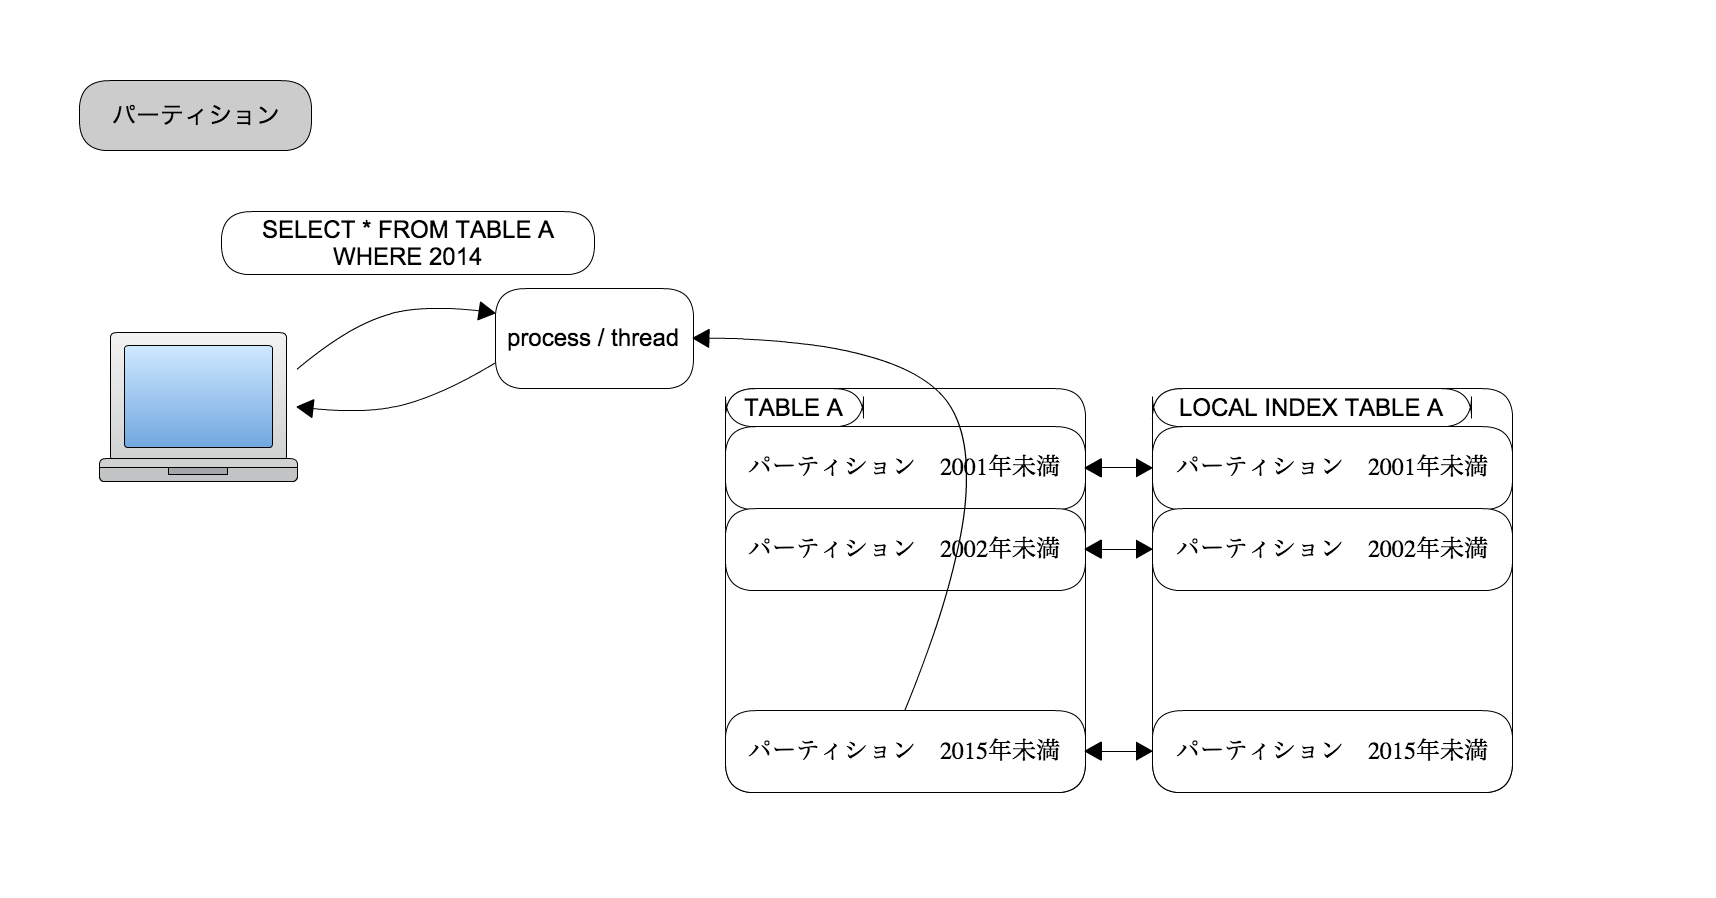 パーティション
SELECT * FROM TABLE A
WHERE 2014
process / thread
TABLE A
パーティション　2001年未満
パーティション　2002年未満
パーティション　2015年未満
LOCAL INDEX TABLE A
パーティション　2001年未満
パーティション　2002年未満
パーティション　2015年未満